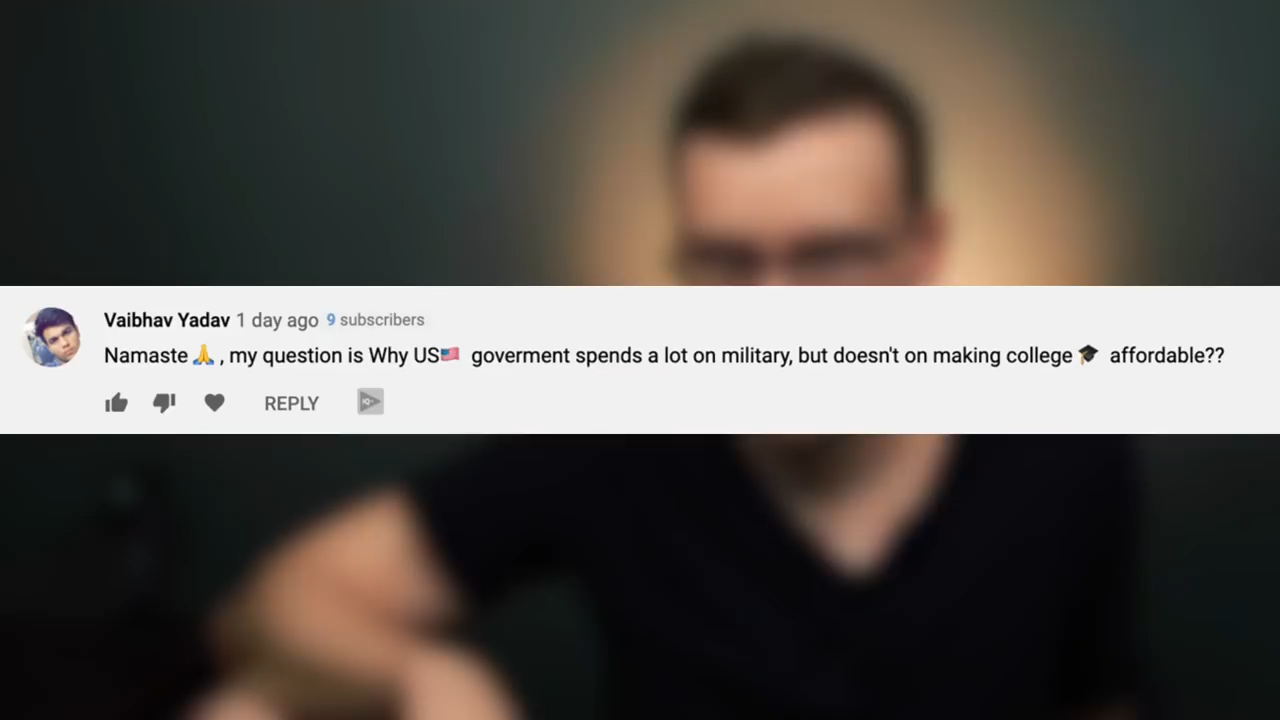 Vaibhav Yadav 1 day ago 9 subscribers
Namaste 🙏 , my question is Why US🇺🇸 goverment spends a lot on military, but doesn't on making college 🎓 affordable??
REPLY